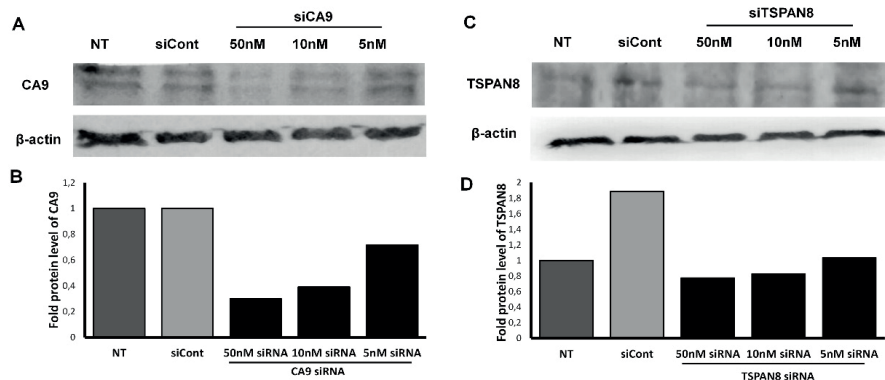 A
siCA9
NT siCont 50nM 10nM 5nM
CA9
β-actin
B
Fold protein level of CA9
1,2
1
0,8
0,6
0,4
0,2
0
NT siCont 50nM siRNA 10nM siRNA 5nM siRNA
CA9 siRNA
C
siTSPAN8
NT siCont 50nM 10nM 5nM
TSPAN8
β-actin
D
Fold protein level of TSPAN8
2
1,8
1,6
1,4
1,2
1
0,8
0,6
0,4
0,2
0
NT siCont 50nM siRNA 10nM siRNA 5nM siRNA
TSPAN8 siRNA